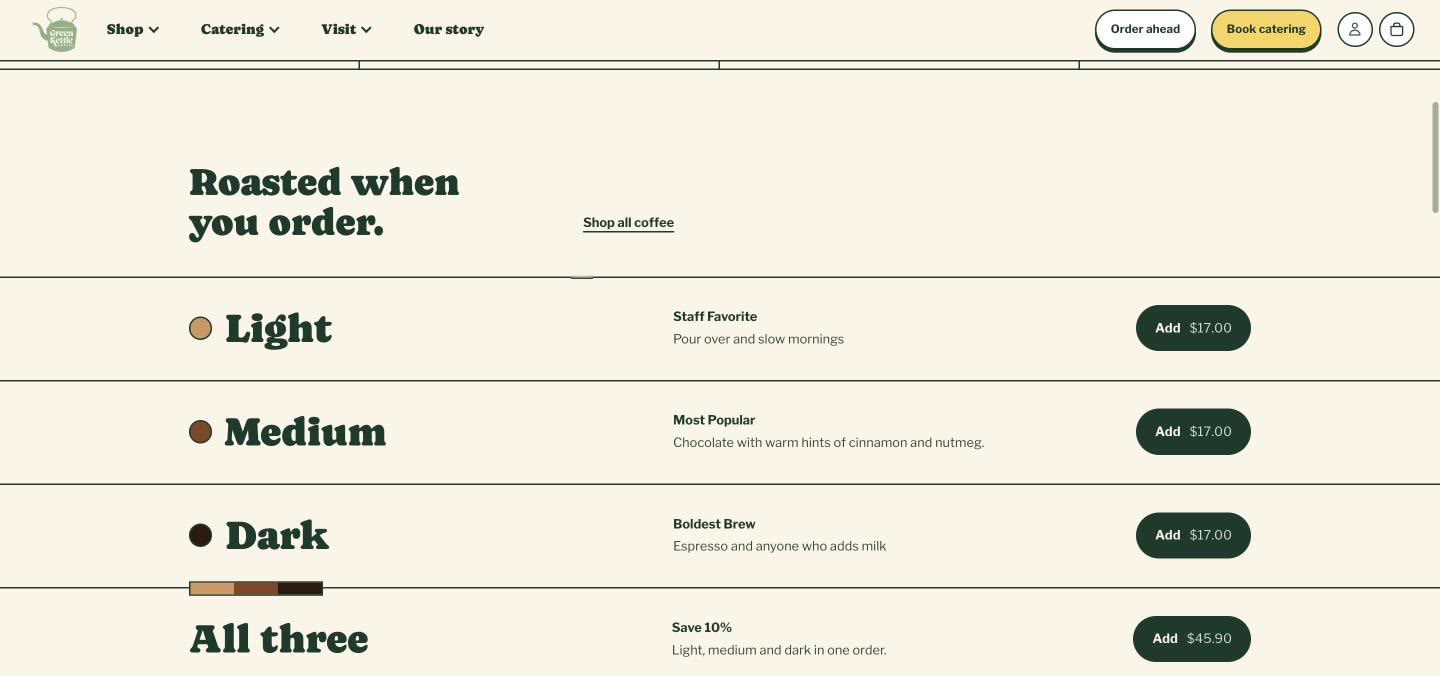 Green
Kettle
Shop
Catering
Visit
Our story
Order ahead
Book catering
Roasted when
you order.
Shop all coffee
Light
Staff Favorite
Pour over and slow mornings
Add $17.00
Medium
Most Popular
Chocolate with warm hints of cinnamon and nutmeg.
Add $17.00
Dark
Boldest Brew
Espresso and anyone who adds milk
Add $17.00
All three
Save 10%
Light, medium and dark in one order.
Add $45.90